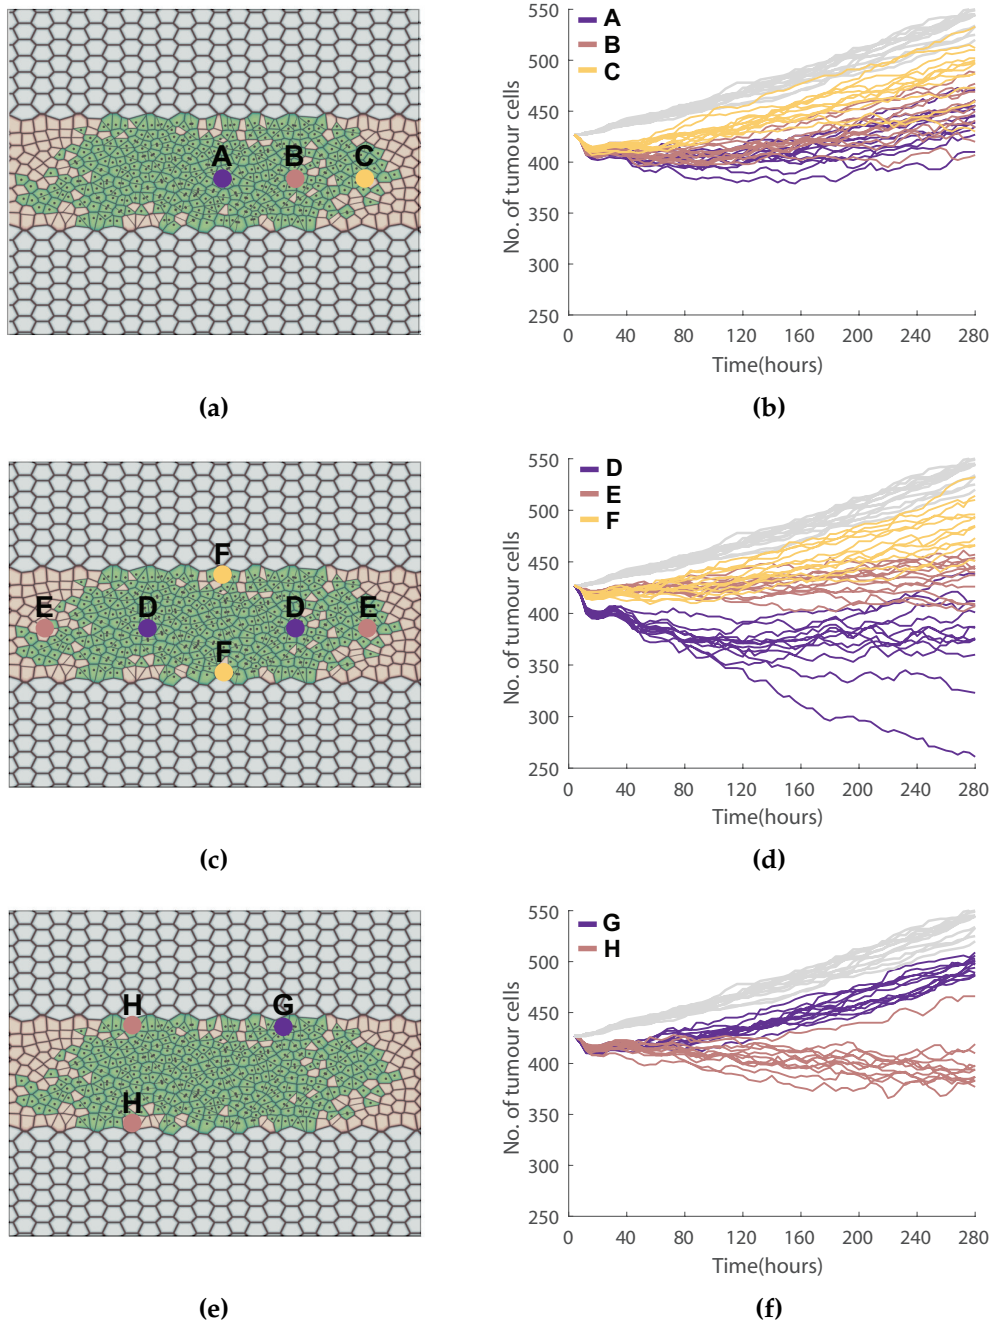 A B C
(a)
A
B
C
No. of tumour cells
550
500
450
400
350
300
250
0 40 80 120 160 200 240 280
Time(hours)
(b)
F
E D D E
F
(c)
D
E
F
No. of tumour cells
550
500
450
400
350
300
250
0 40 80 120 160 200 240 280
Time(hours)
(d)
H G
H
(e)
G
H
No. of tumour cells
550
500
450
400
350
300
250
0 40 80 120 160 200 240 280
Time(hours)
(f)